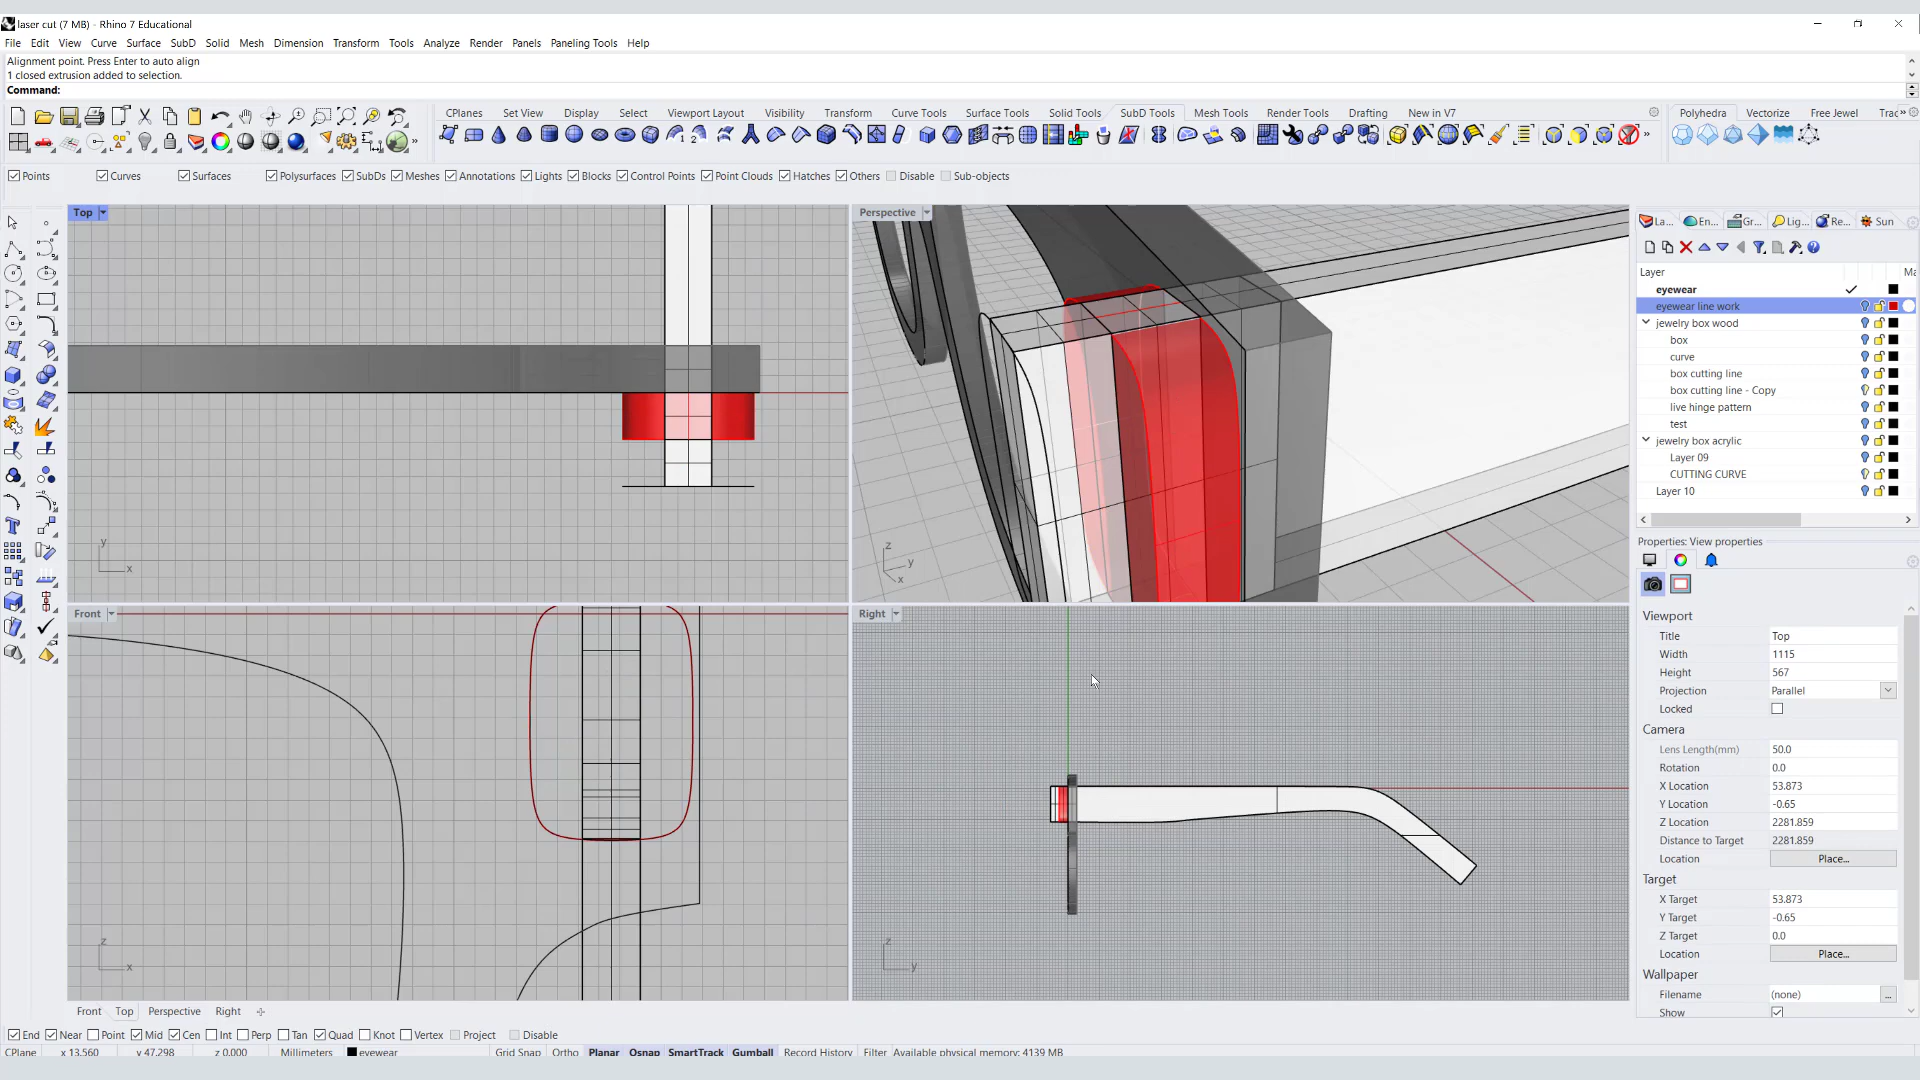 laser cut (7 MB) - Rhino 7 Educational
File Edit View Curve Surface SubD Solid Mesh Dimension Transform Tools Analyze Render Panels Paneling Tools Help
Alignment point. Press Enter to auto align
1 closed extrusion added to selection.
Command:
CPlanes Set View Display Select Viewport Layout Visibility Transform Curve Tools Surface Tools Solid Tools SubD Tools Mesh Tools Render Tools Drafting New in V7
Polyhedra Vectorize Free Jewel Trac
Points Curves Surfaces Polysurfaces SubDs Meshes Annotations Lights Blocks Control Points Point Clouds Hatches Others Disable Sub-objects
Top
y
x
Perspective
z
y
x
Front
z
x
Right
z
y
La... En... Gr... Lig... Re... Sun
Layer Ma
eyewear
eyewear line work
jewelry box wood
box
curve
box cutting line
box cutting line - Copy
live hinge pattern
test
jewelry box acrylic
Layer 09
CUTTING CURVE
Layer 10
Properties: View properties
Viewport
Title Top
Width 1115
Height 567
Projection Parallel
Locked
Camera
Lens Length(mm) 50.0
Rotation 0.0
X Location 53.873
Y Location -0.65
Z Location 2281.859
Distance to Target 2281.859
Location Place...
Target
X Target 53.873
Y Target -0.65
Z Target 0.0
Location Place...
Wallpaper
Filename (none) ...
Show
Front Top Perspective Right
End Near Point Mid Cen Int Perp Tan Quad Knot Vertex Project Disable
CPlane x 13.560 y 47.298 z 0.000 Millimeters eyewear Grid Snap Ortho Planar Osnap SmartTrack Gumball Record History Filter Available physical memory: 4139 MB